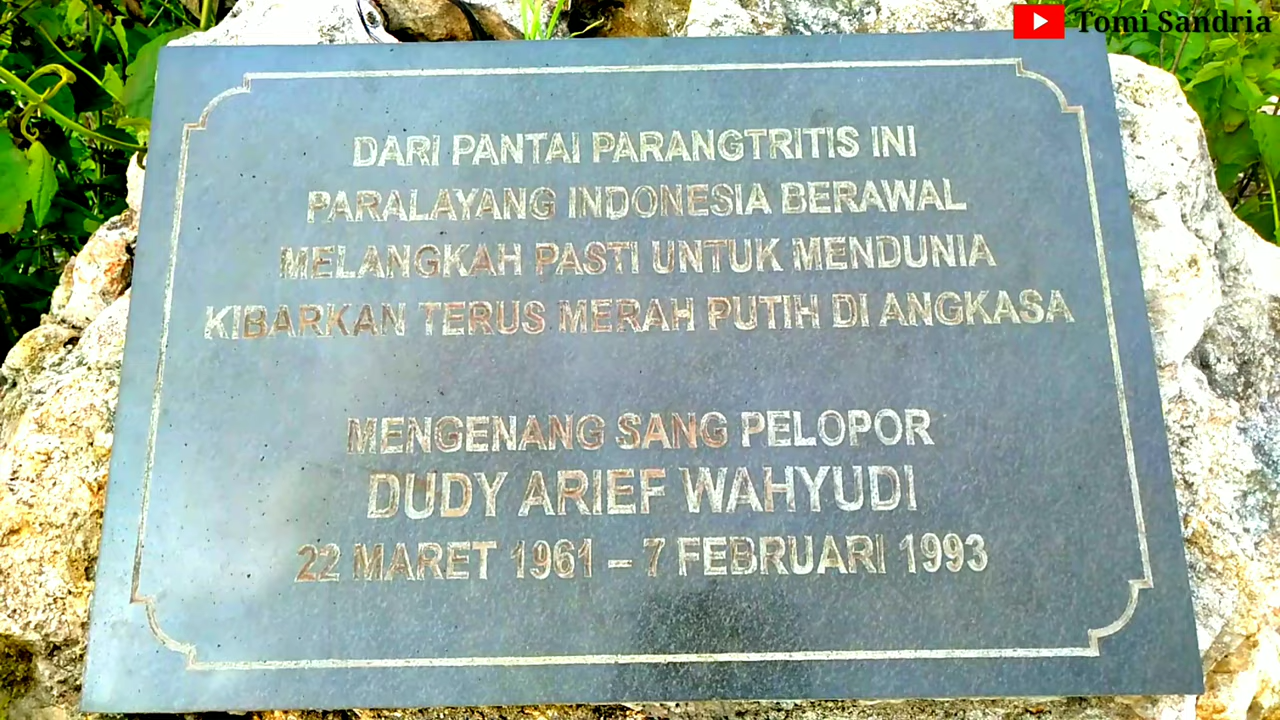 Tomi Sandria
DARI PANTAI PARANGTRITIS INI
PARALAYANG INDONESIA BERAWAL
MELANGKAH PASTI UNTUK MENDUNIA
KIBARKAN TERUS MERAH PUTIH DI ANGKASA
MENGENANG SANG PELOPOR
DUDY ARIEF WAHYUDI
22 MARET 1961 – 7 FEBRUARI 1993